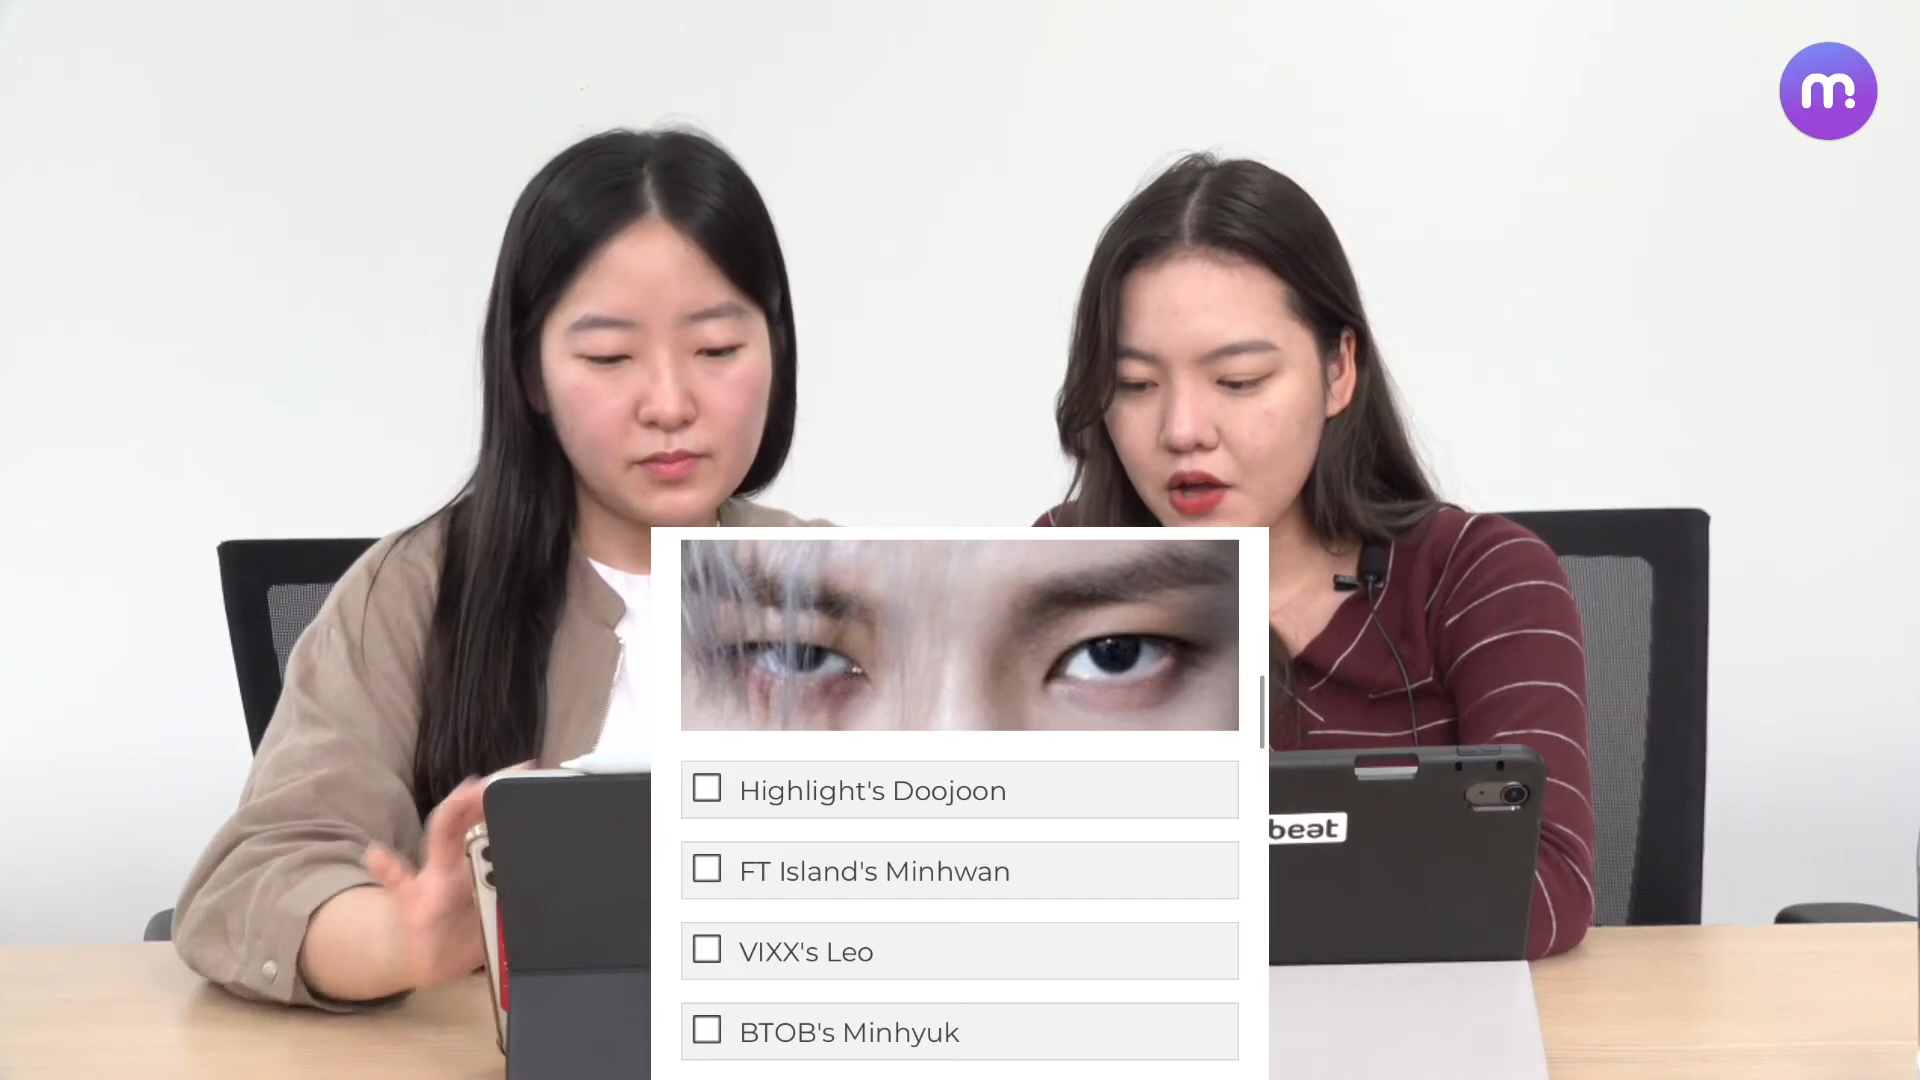 m.
Highlight's Doojoon
FT Island's Minhwan
beat
VIXX's Leo
BTOB's Minhyuk